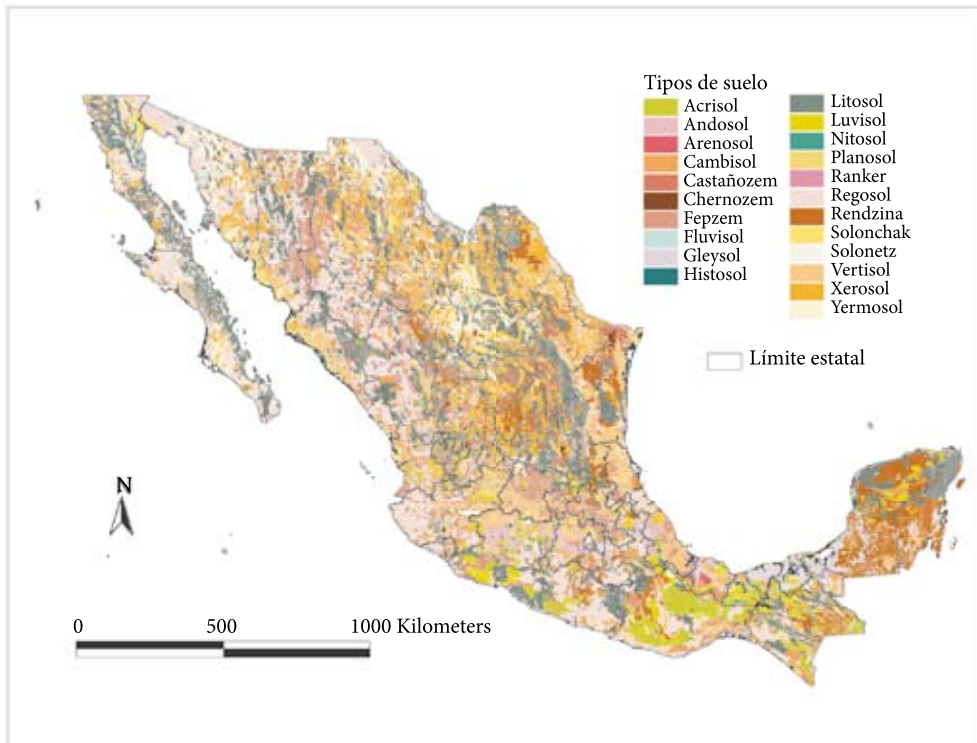 Tipos de suelo
Acrisol
Andosol
Arenosol
Cambisol
Castañozem
Chernozem
Fepzem
Fluvisol
Gleysol
Histosol
Litosol
Luvisol
Nitosol
Planosol
Ranker
Regosol
Rendzina
Solonchak
Solonetz
Vertisol
Xerosol
Yermosol
Límite estatal
N
0 500 1000 Kilometers